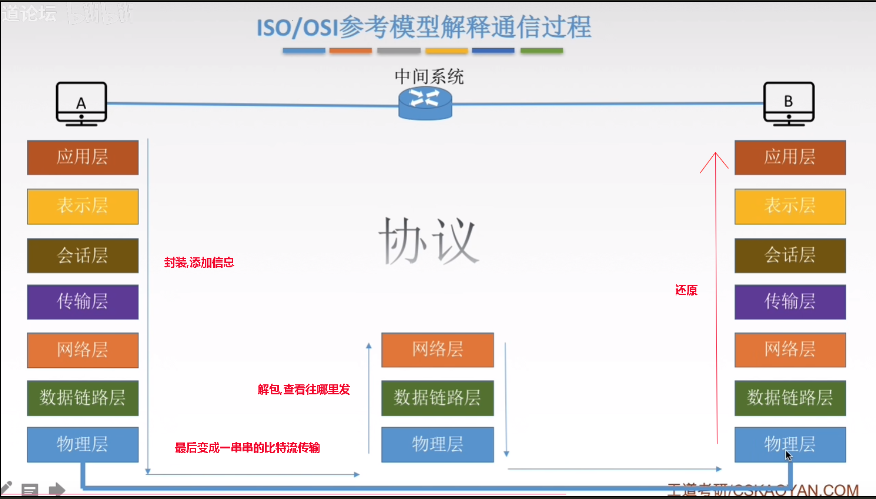 道论坛
ISO/OSI参考模型解释通信过程
中间系统
A
B
应用层
表示层
会话层
传输层
网络层
数据链路层
物理层
封装,添加信息
协议
解包,查看往哪里发
最后变成一串串的比特流传输
网络层
数据链路层
物理层
还原
应用层
表示层
会话层
传输层
网络层
数据链路层
物理层
王道考研/CSKAOYAN.COM